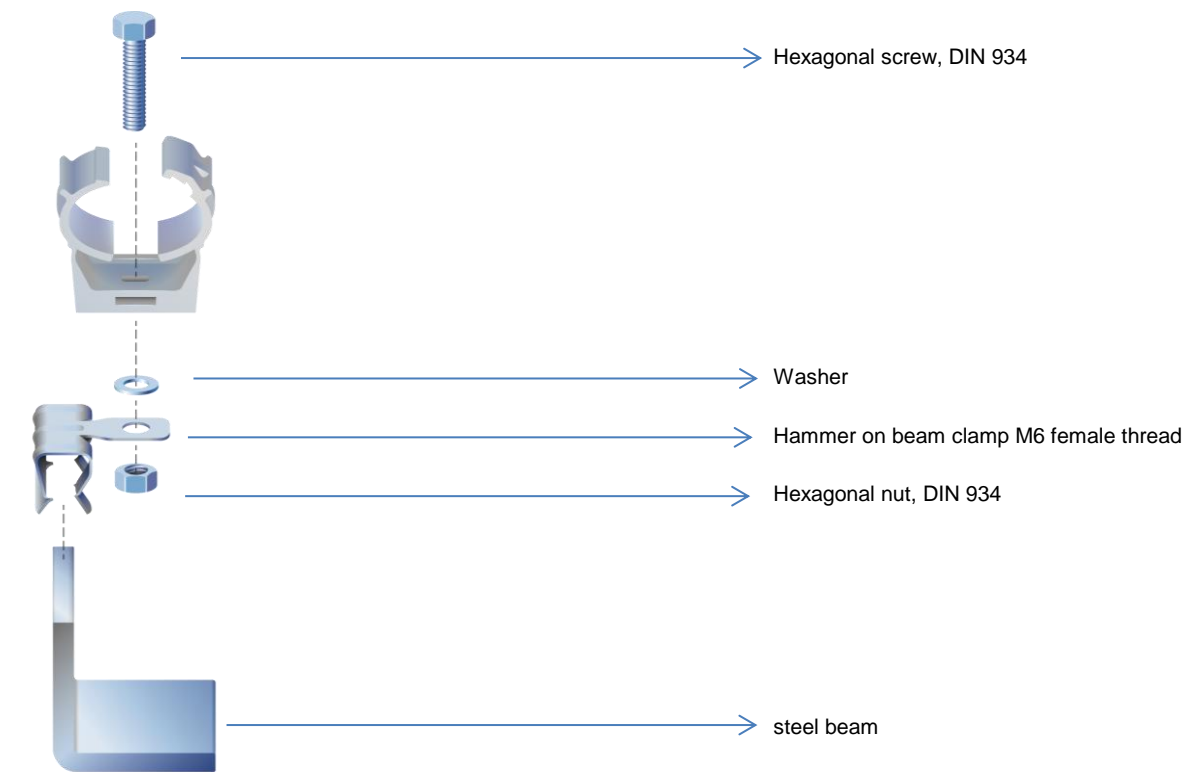 Hexagonal screw, DIN 934
Washer
Hammer on beam clamp M6 female thread
Hexagonal nut, DIN 934
steel beam